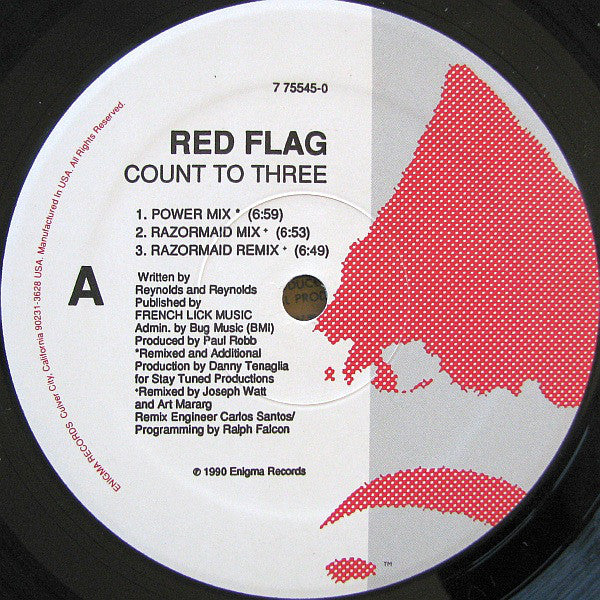 7 75545-0
RED FLAG
COUNT TO THREE
1. POWER MIX * (6:59)
2. RAZORMAID MIX + (6:53)
3. RAZORMAID REMIX + (6:49)
A
Written by
Reynolds and Reynolds
Published by
FRENCH LICK MUSIC
Admin. by Bug Music (BMI)
Produced by Paul Robb
*Remixed and Additional
Production by Danny Tenaglia
for Stay Tuned Productions
+Remixed by Joseph Watt
and Art Mararg
Remix Engineer Carlos Santos/
Programming by Ralph Falcon
℗ 1990 Enigma Records
ENIGMA RECORDS. Culver City, California 90231-3628 USA. Manufactured In USA. All Rights Reserved.
TM